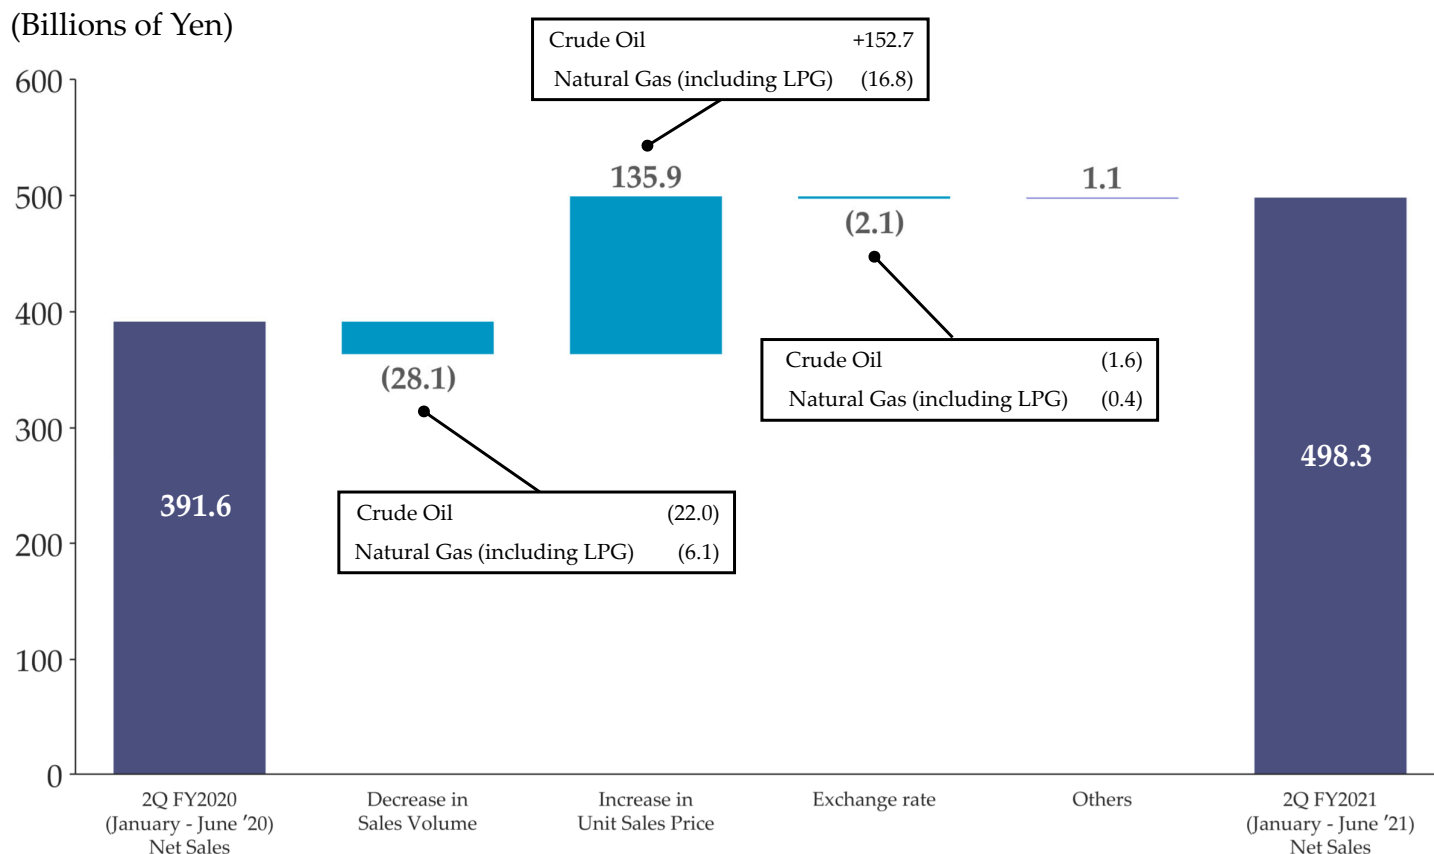 (Billions of Yen)
Crude Oil +152.7
Natural Gas (including LPG) (16.8)
600
500
400
300
200
100
0
135.9
1.1
(2.1)
(28.1)
Crude Oil (1.6)
Natural Gas (including LPG) (0.4)
391.6
498.3
Crude Oil (22.0)
Natural Gas (including LPG) (6.1)
2Q FY2020
(January - June '20)
Net Sales
Decrease in
Sales Volume
Increase in
Unit Sales Price
Exchange rate
Others
2Q FY2021
(January - June '21)
Net Sales